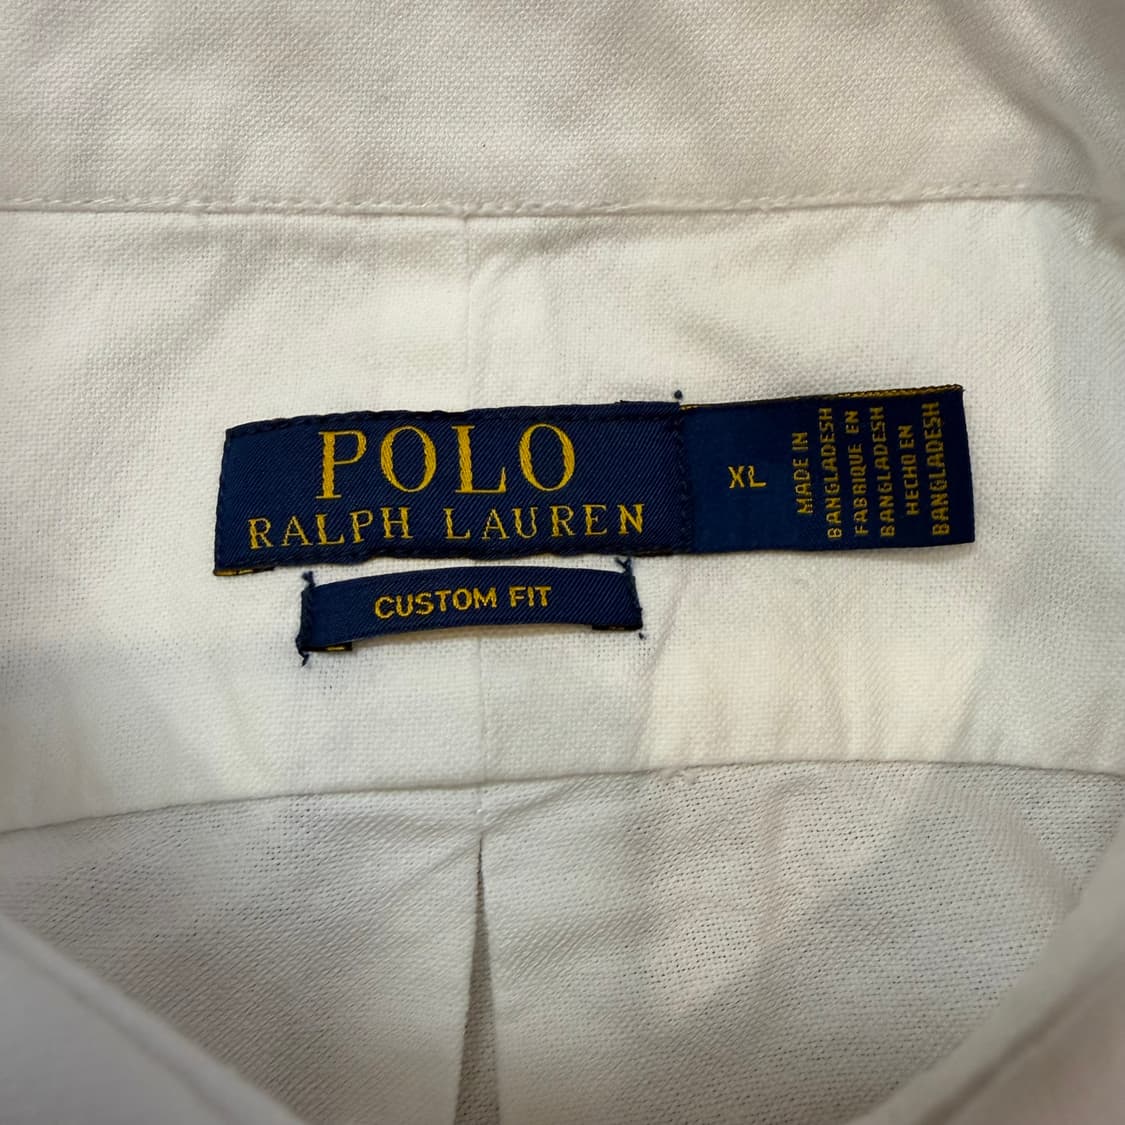 POLO
RALPH LAUREN
CUSTOM FIT
XL
MADE IN
BANGLADESH
FABRIQUE EN
BANGLADESH
HECHO EN
BANGLADESH